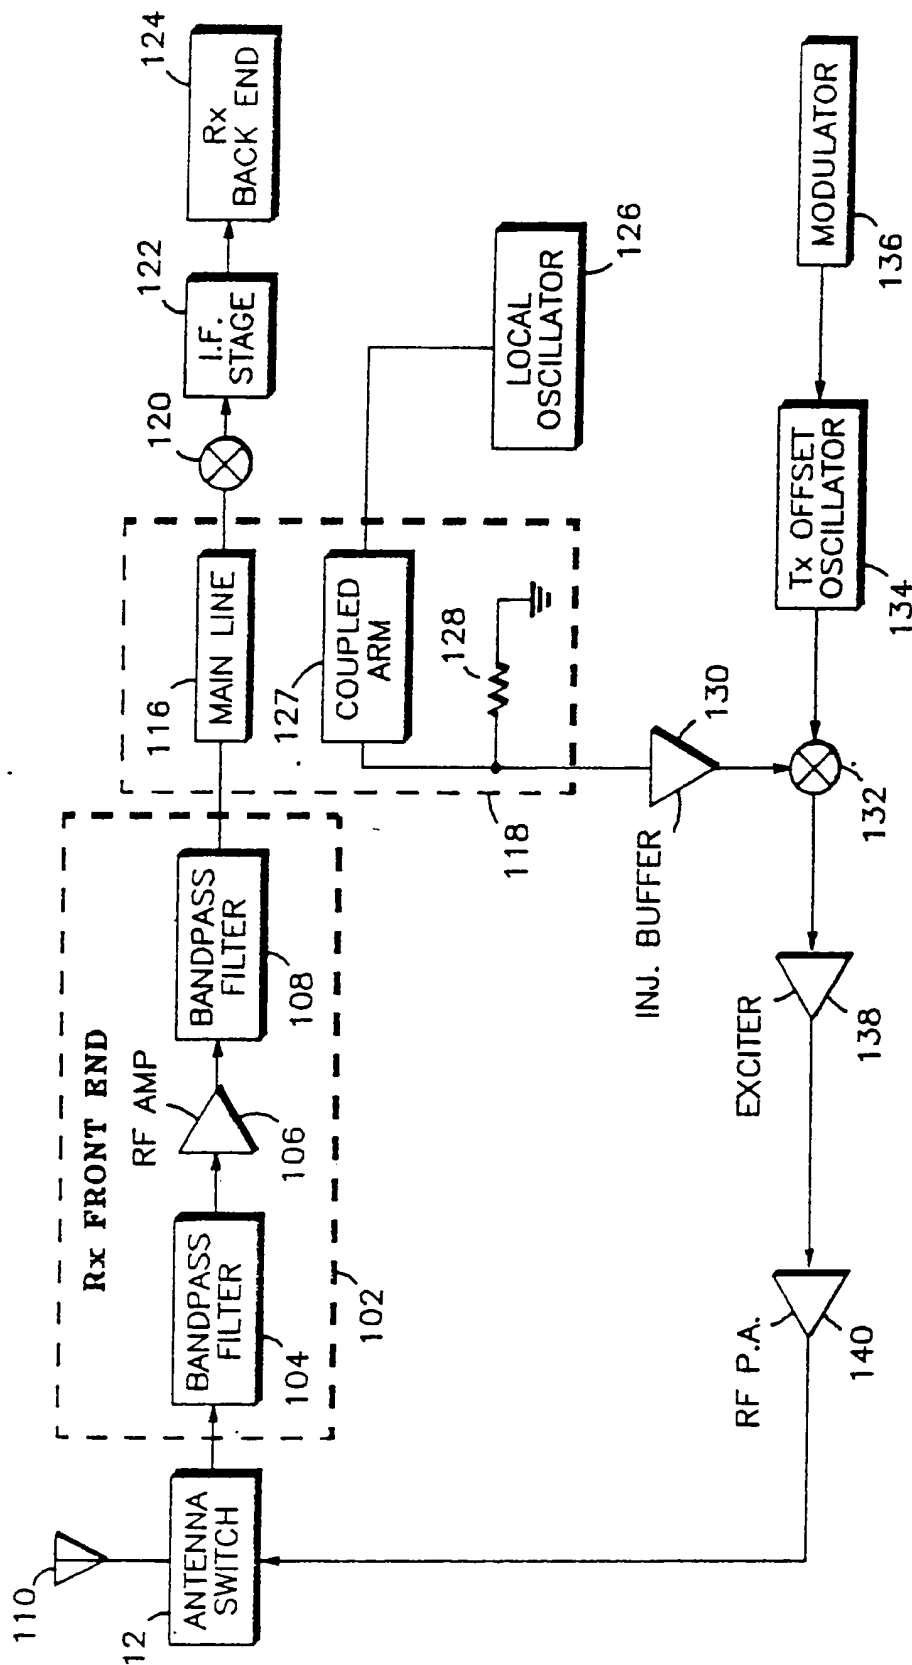 110
12
ANTENNA
SWITCH
Rx FRONT END
102
BANDPASS
FILTER
104
RF AMP
106
BANDPASS
FILTER
108
116
MAIN LINE
118
127
COUPLED
ARM
128
120
I.F.
STAGE
122
Rx
BACK END
124
LOCAL
OSCILLATOR
126
INJ. BUFFER
130
132
Tx OFFSET
OSCILLATOR
134
MODULATOR
136
EXCITER
138
RF P.A.
140